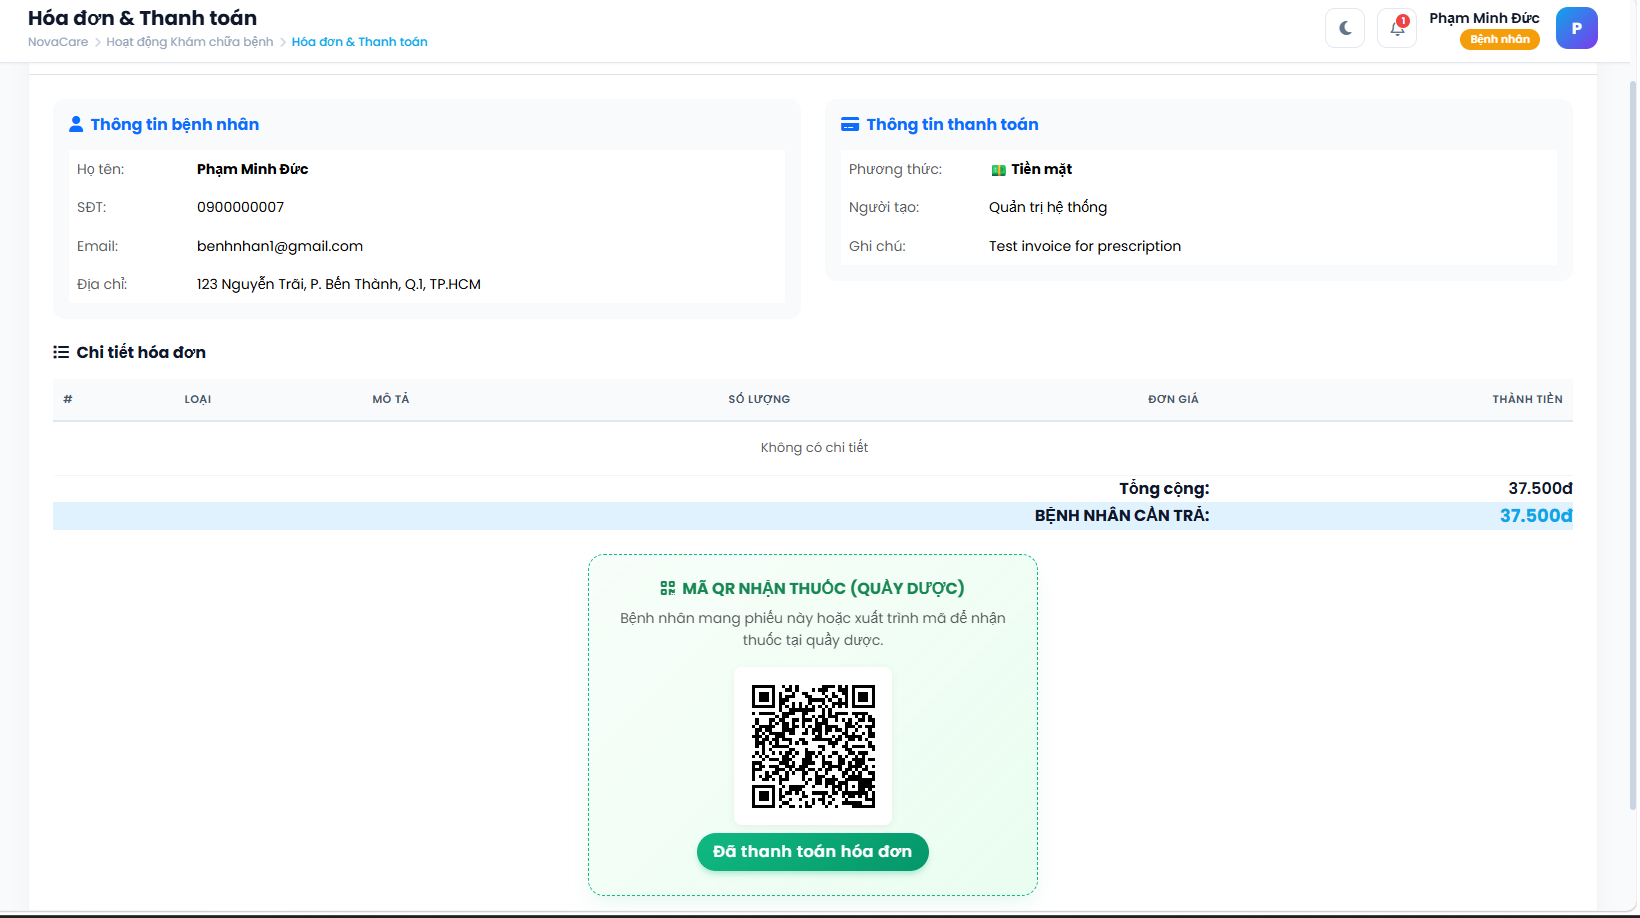 Hóa đơn & Thanh toán
NovaCare > Hoạt động Khám chữa bệnh > Hóa đơn & Thanh toán
1
Phạm Minh Đức
Bệnh nhân
P
Thông tin bệnh nhân
Họ tên: Phạm Minh Đức
SĐT: 0900000007
Email: benhnhan1@gmail.com
Địa chỉ: 123 Nguyễn Trãi, P. Bến Thành, Q.1, TP.HCM
Thông tin thanh toán
Phương thức: Tiền mặt
Người tạo: Quản trị hệ thống
Ghi chú: Test invoice for prescription
Chi tiết hóa đơn
# LOẠI MÔ TẢ SỐ LƯỢNG ĐƠN GIÁ THÀNH TIỀN
Không có chi tiết
Tổng cộng: 37.500đ
BỆNH NHÂN CẦN TRẢ: 37.500đ
MÃ QR NHẬN THUỐC (QUẦY DƯỢC)
Bệnh nhân mang phiếu này hoặc xuất trình mã để nhận
thuốc tại quầy dược.
Đã thanh toán hóa đơn